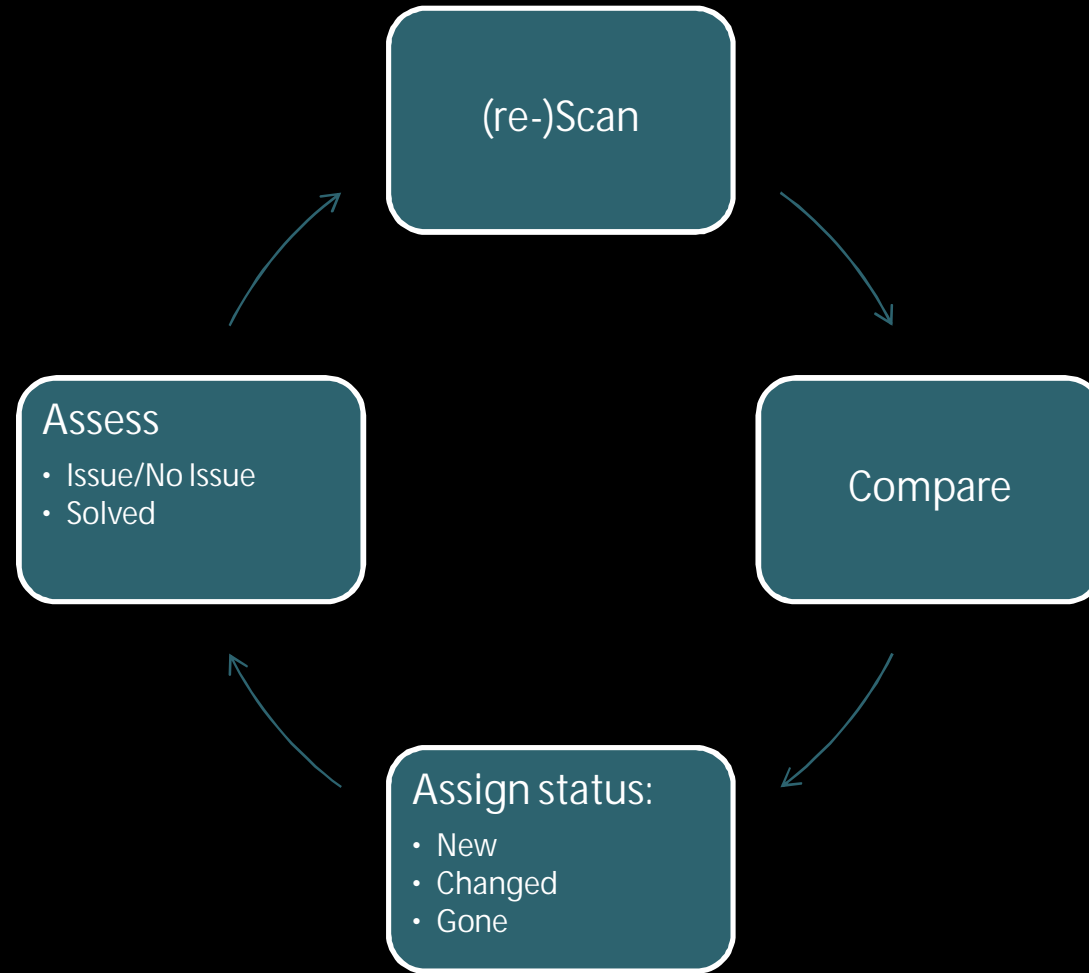 (re-)Scan
Assess
• Issue/No Issue
• Solved
Compare
Assign status:
• New
• Changed
• Gone